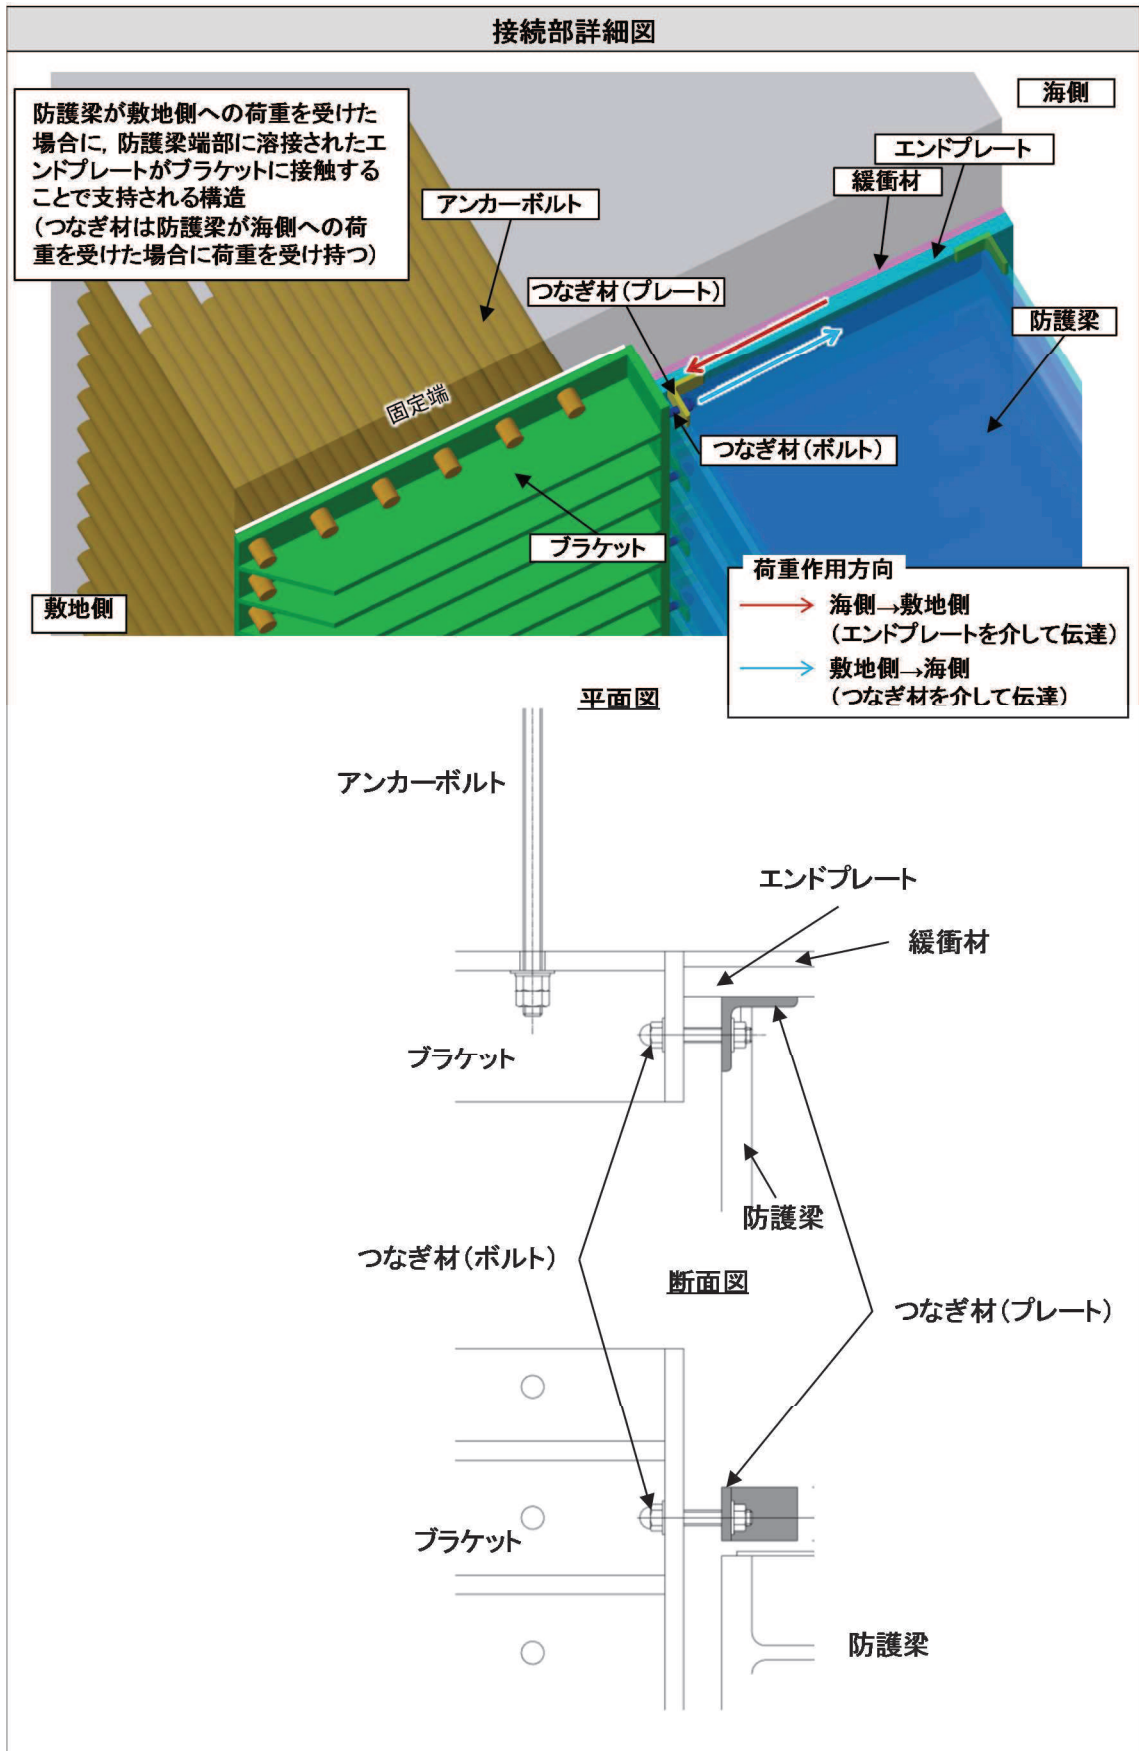 接続部詳細図
海側
防護梁が敷地側への荷重を受けた
場合に，防護梁端部に溶接されたエ
ンドプレートがブラケットに接触する
ことで支持される構造
（つなぎ材は防護梁が海側への荷
重を受けた場合に荷重を受け持つ）
エンドプレート
緩衝材
アンカーボルト
つなぎ材（プレート）
防護梁
固定端
つなぎ材（ボルト）
ブラケット
敷地側
荷重作用方向
海側→敷地側
（エンドプレートを介して伝達）
敷地側→海側
（つなぎ材を介して伝達）
平面図
アンカーボルト
エンドプレート
緩衝材
ブラケット
防護梁
つなぎ材（ボルト）
断面図
つなぎ材（プレート）
ブラケット
防護梁